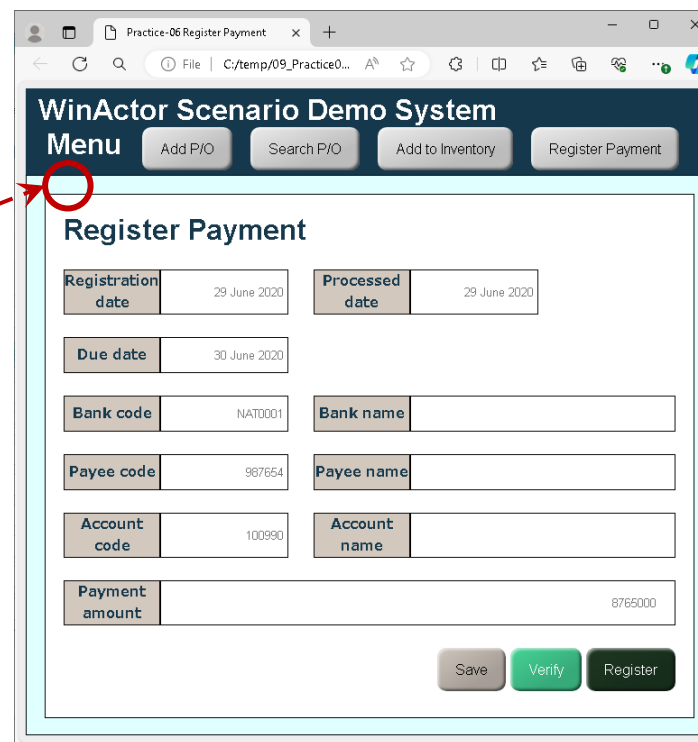 Practice-06 Register Payment
File C:/temp/09_Practice0...
WinActor Scenario Demo System
Menu Add P/O Search P/O Add to Inventory Register Payment
Register Payment
Registration date 29 June 2020 Processed date 29 June 2020
Due date 30 June 2020
Bank code NAT0001 Bank name
Payee code 987654 Payee name
Account code 100990 Account name
Payment amount 8765000
Save Verify Register